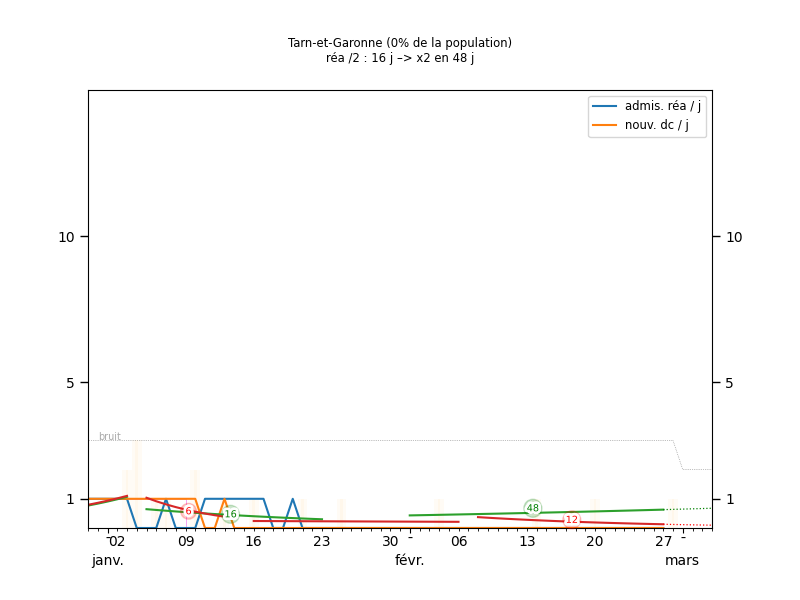 Tarn-et-Garonne (0% de la population)
réa /2 : 16 j –> x2 en 48 j
admis. réa / j
nouv. dc / j
10
10
5
5
bruit
1
1
6
16
48
12
02
09
16
23
30
06
13
20
27
janv.
févr.
mars